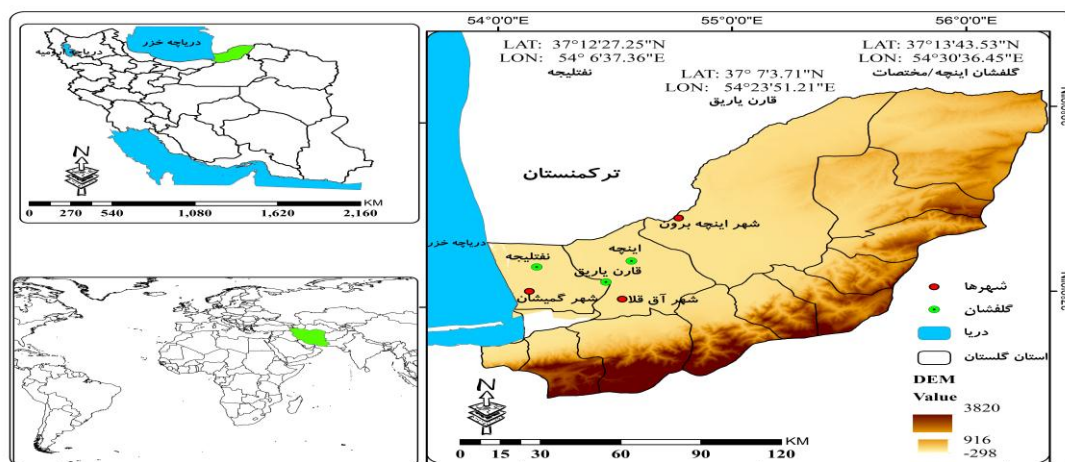 دریاچه خزر
دریاچه ارومیه
N
0 270 540 1,080 1,620 2,160
KM
54°0'0"E 55°0'0"E 56°0'0"E
LAT: 37°12'27.25"N
LON: 54° 6'37.36"E
نفتلیجه
LAT: 37° 7'3.71"N
LON: 54°23'51.21"E
قارن یاریق
LAT: 37°13'43.53"N
LON: 54°30'36.45"E
گلفشان اینچه/مختصات
ترکمنستان
شهر اینچه برون
دریاچه خزر
اینچه
نفتلیجه
قارن یاریق
شهر گمیشان
شهر آق قلا
شهرها
گلفشان
دریا
استان گلستان
DEM
Value
3820
916
-298
N
0 15 30 60 90 120
KM